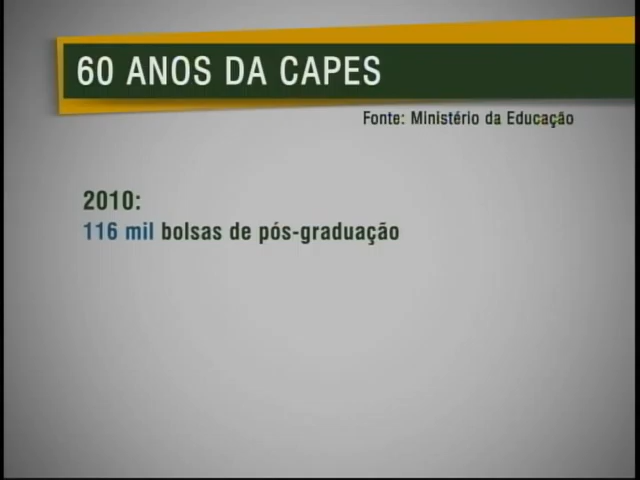 60 ANOS DA CAPES
Fonte: Ministério da Educação
2010:
116 mil bolsas de pós-graduação